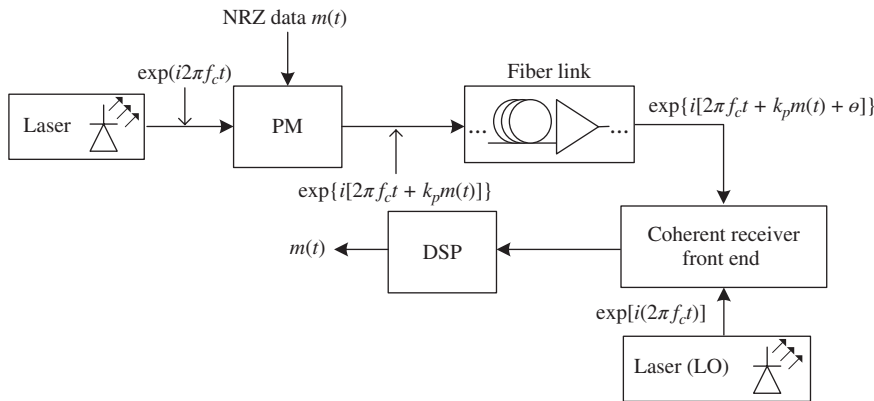 NRZ data m(t)
exp(i2πf_ct)
Fiber link
exp{i[2πf_ct + k_pm(t) + ɵ]}
Laser
PM
...
...
exp{i[2πf_ct + k_pm(t)]}
m(t)
DSP
Coherent receiver
front end
exp[i(2πf_ct)]
Laser (LO)